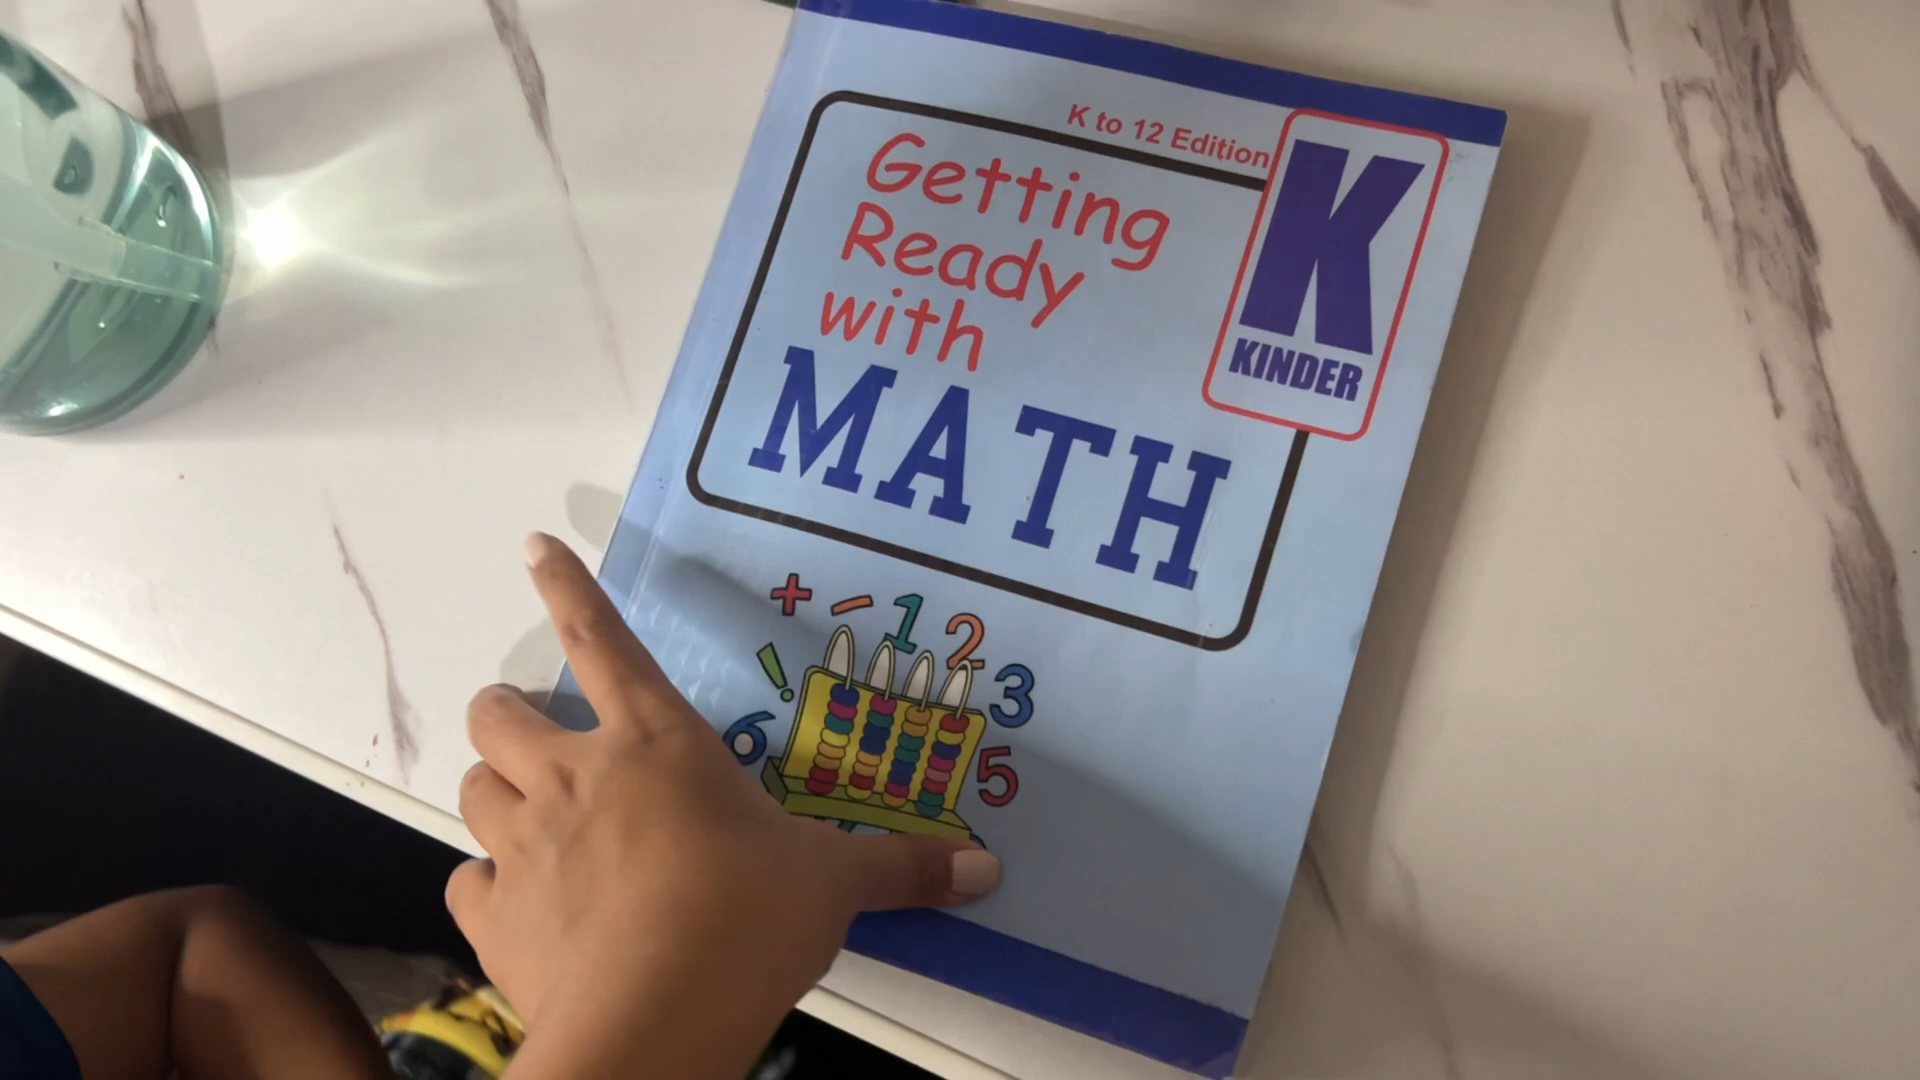 K to 12 Edition
K
KINDER
Getting
Ready
with
MATH
+ - 1 2
! 3
6 5